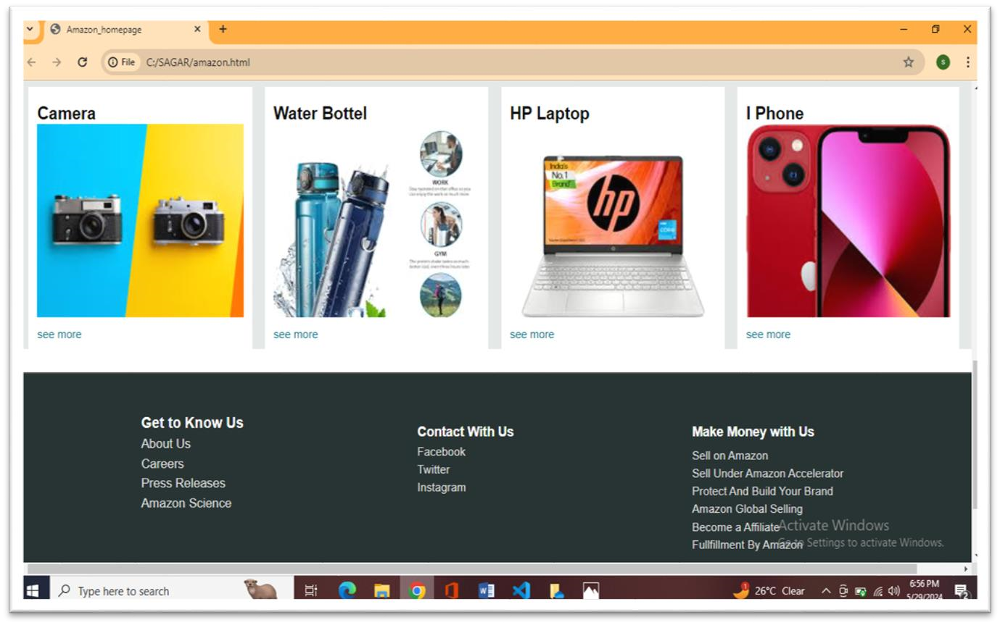 Amazon_homepage
File C:/SAGAR/amazon.html
S
Camera
Water Bottel
HP Laptop
I Phone
WORK
GYM
India's
No.1
Brand
hp
see more
see more
see more
see more
Get to Know Us
About Us
Careers
Press Releases
Amazon Science
Contact With Us
Facebook
Twitter
Instagram
Make Money with Us
Sell on Amazon
Sell Under Amazon Accelerator
Protect And Build Your Brand
Amazon Global Selling
Become a Affiliate
Fullfillment By Amazon
Activate Windows
Go to Settings to activate Windows.
Type here to search
1
26°C Clear
6:56 PM
5/29/2024
2